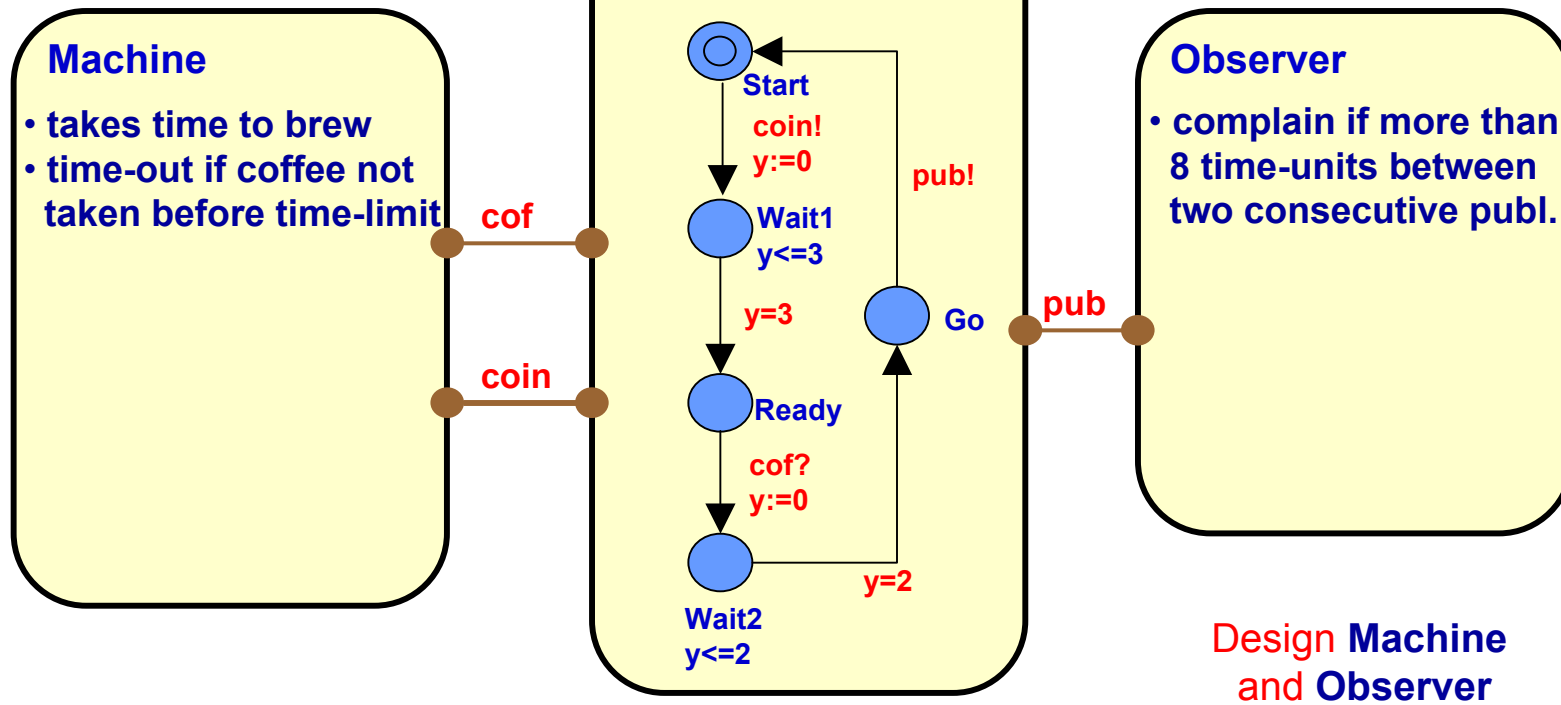 Machine
• takes time to brew
• time-out if coffee not
taken before time-limit
cof
coin
Start
coin!
y:=0
Wait1
y<=3
y=3
Ready
cof?
y:=0
Wait2
y<=2
y=2
Go
pub!
pub
Observer
• complain if more than
8 time-units between
two consecutive publ.
Design Machine
and Observer